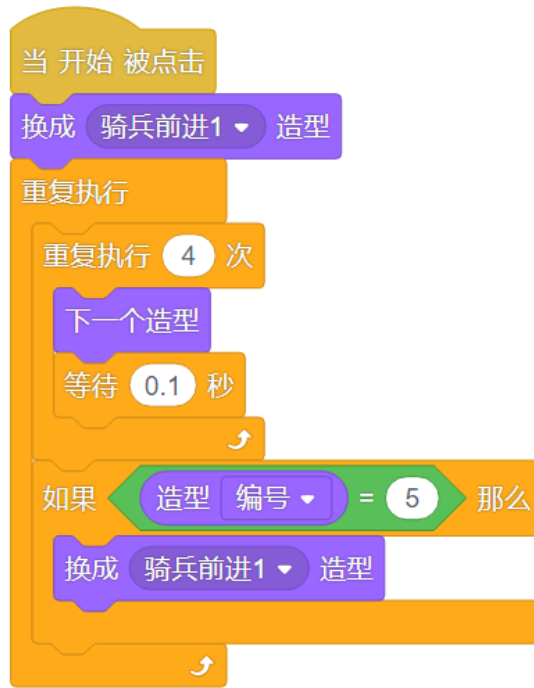 当 开始 被点击
换成 骑兵前进1 造型
重复执行
重复执行 4 次
下一个造型
等待 0.1 秒
如果 造型 编号 = 5 那么
换成 骑兵前进1 造型